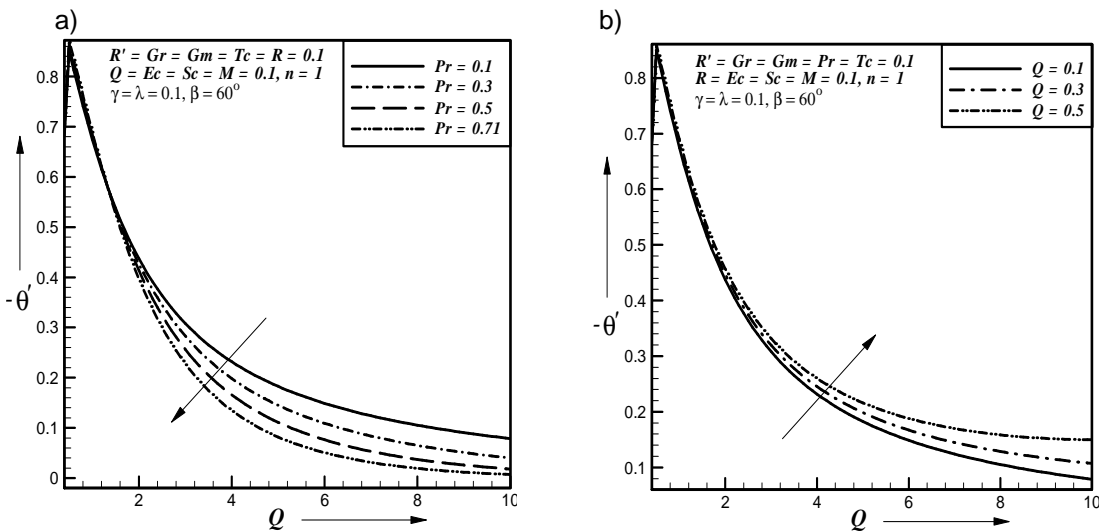 a)
R' = Gr = Gm = Tc = R = 0.1
Q = Ec = Sc = M = 0.1, n = 1
γ = λ = 0.1, β = 60°
Pr = 0.1
Pr = 0.3
Pr = 0.5
Pr = 0.71
0.8
0.7
0.6
0.5
0.4
0.3
0.2
0.1
0
-θ'
2
4
6
8
10
Q
b)
R' = Gr = Gm = Pr = Tc = 0.1
R = Ec = Sc = M = 0.1, n = 1
γ = λ = 0.1, β = 60°
Q = 0.1
Q = 0.3
Q = 0.5
0.8
0.7
0.6
0.5
0.4
0.3
0.2
0.1
-θ'
2
4
6
8
10
Q